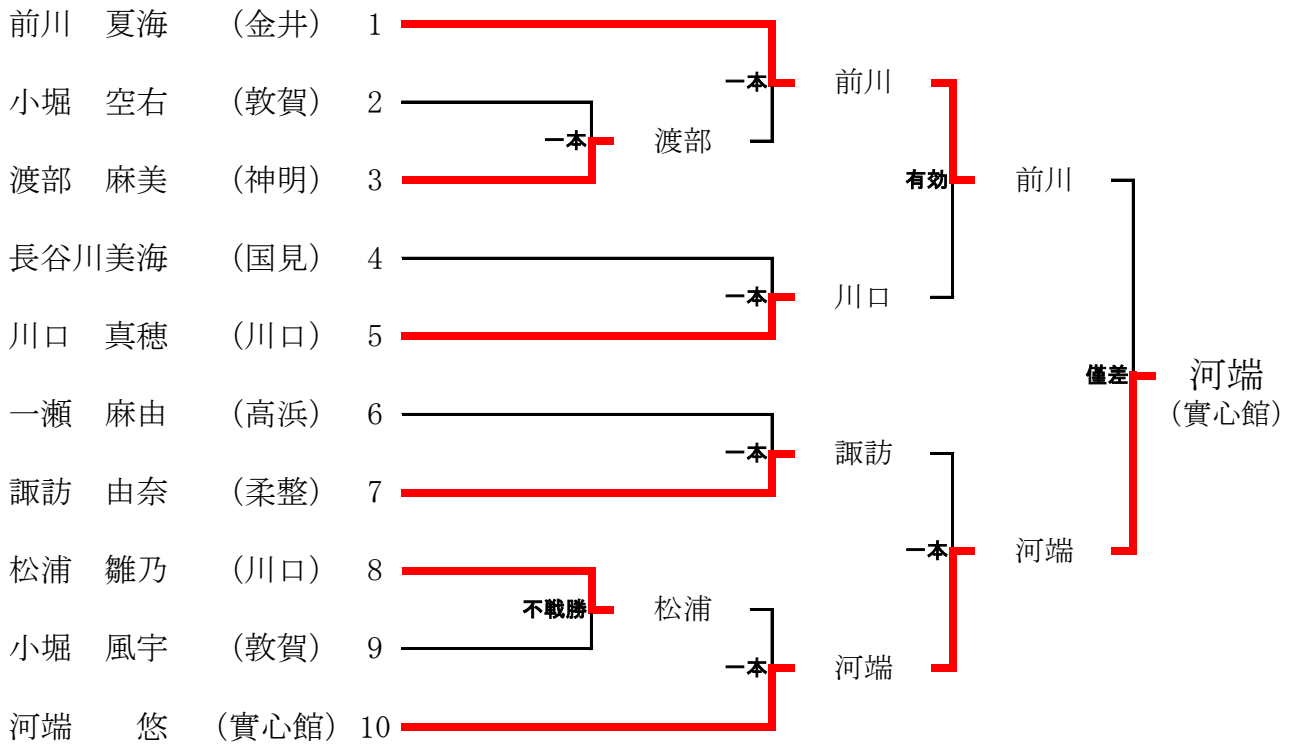 前川　夏海　（金井）　1
一本　前川
小堀　空右　（敦賀）　2
一本　渡部
渡部　麻美　（神明）　3
有効　前川
長谷川美海　（国見）　4
一本　川口
川口　真穂　（川口）　5
僅差　河端
（實心館）
一瀬　麻由　（高浜）　6
一本　諏訪
諏訪　由奈　（柔整）　7
一本　河端
松浦　雛乃　（川口）　8
不戦勝　松浦
小堀　風宇　（敦賀）　9
一本　河端
河端　　悠　（實心館）10